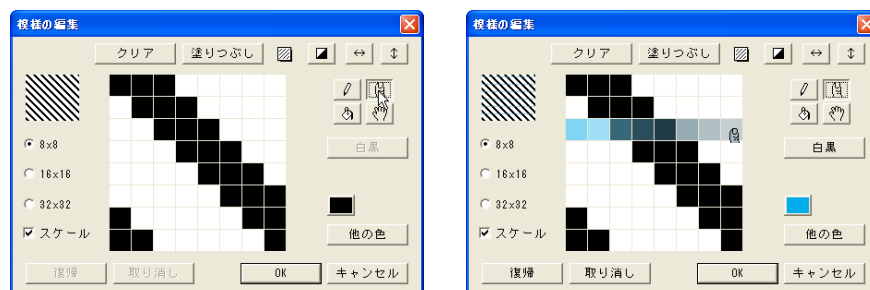 模様の編集
クリア 塗りつぶし
8x8
16x16
32x32
スケール
白黒
他の色
復帰 取り消し OK キャンセル
模様の編集
クリア 塗りつぶし
8x8
16x16
32x32
スケール
白黒
他の色
復帰 取り消し OK キャンセル